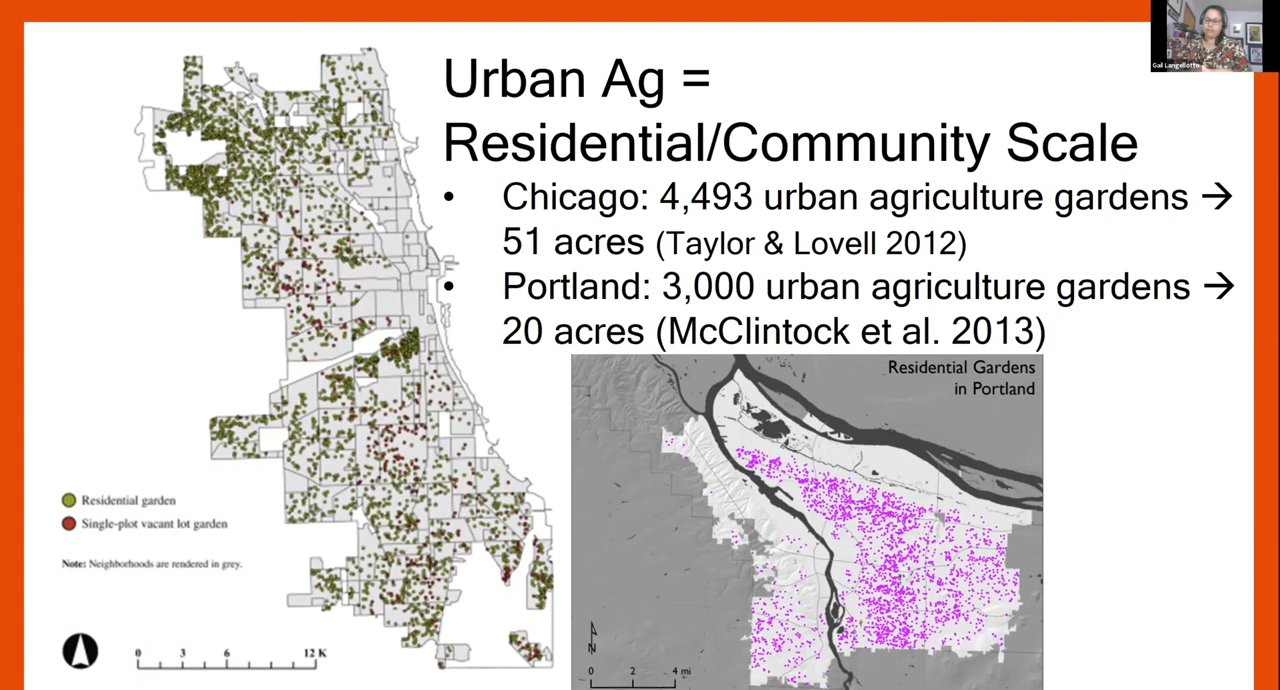 Gail Langellotto
Urban Ag =
Residential/Community Scale
• Chicago: 4,493 urban agriculture gardens →
51 acres (Taylor & Lovell 2012)
• Portland: 3,000 urban agriculture gardens →
20 acres (McClintock et al. 2013)
Residential garden
Single-plot vacant lot garden
Note: Neighborhoods are rendered in grey.
0 3 6 12 K
Residential Gardens
in Portland
N
0 2 4 mi